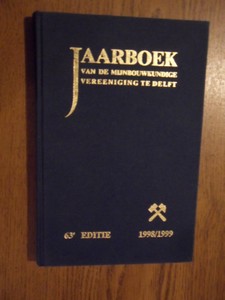 JAARBOEK
VAN DE MIJNBOUWKUNDIGE
VEREENIGING TE DELFT
63e EDITIE 1998/1999